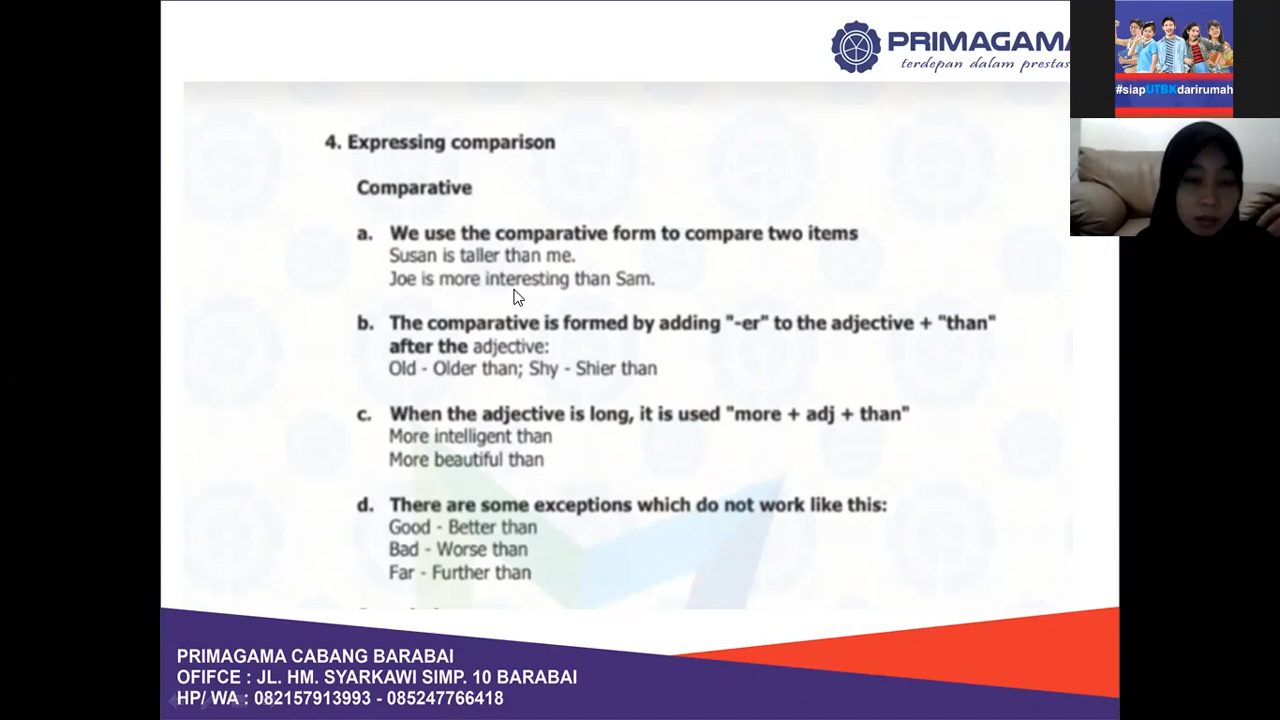 PRIMAGAMA
terdepan dalam prestas
#siapUTBKdarirumah
4. Expressing comparison
Comparative
a. We use the comparative form to compare two items
Susan is taller than me.
Joe is more interesting than Sam.
b. The comparative is formed by adding "-er" to the adjective + "than"
after the adjective:
Old - Older than; Shy - Shier than
c. When the adjective is long, it is used "more + adj + than"
More intelligent than
More beautiful than
d. There are some exceptions which do not work like this:
Good - Better than
Bad - Worse than
Far - Further than
PRIMAGAMA CABANG BARABAI
OFIFCE : JL. HM. SYARKAWI SIMP. 10 BARABAI
HP/ WA : 082157913993 - 085247766418